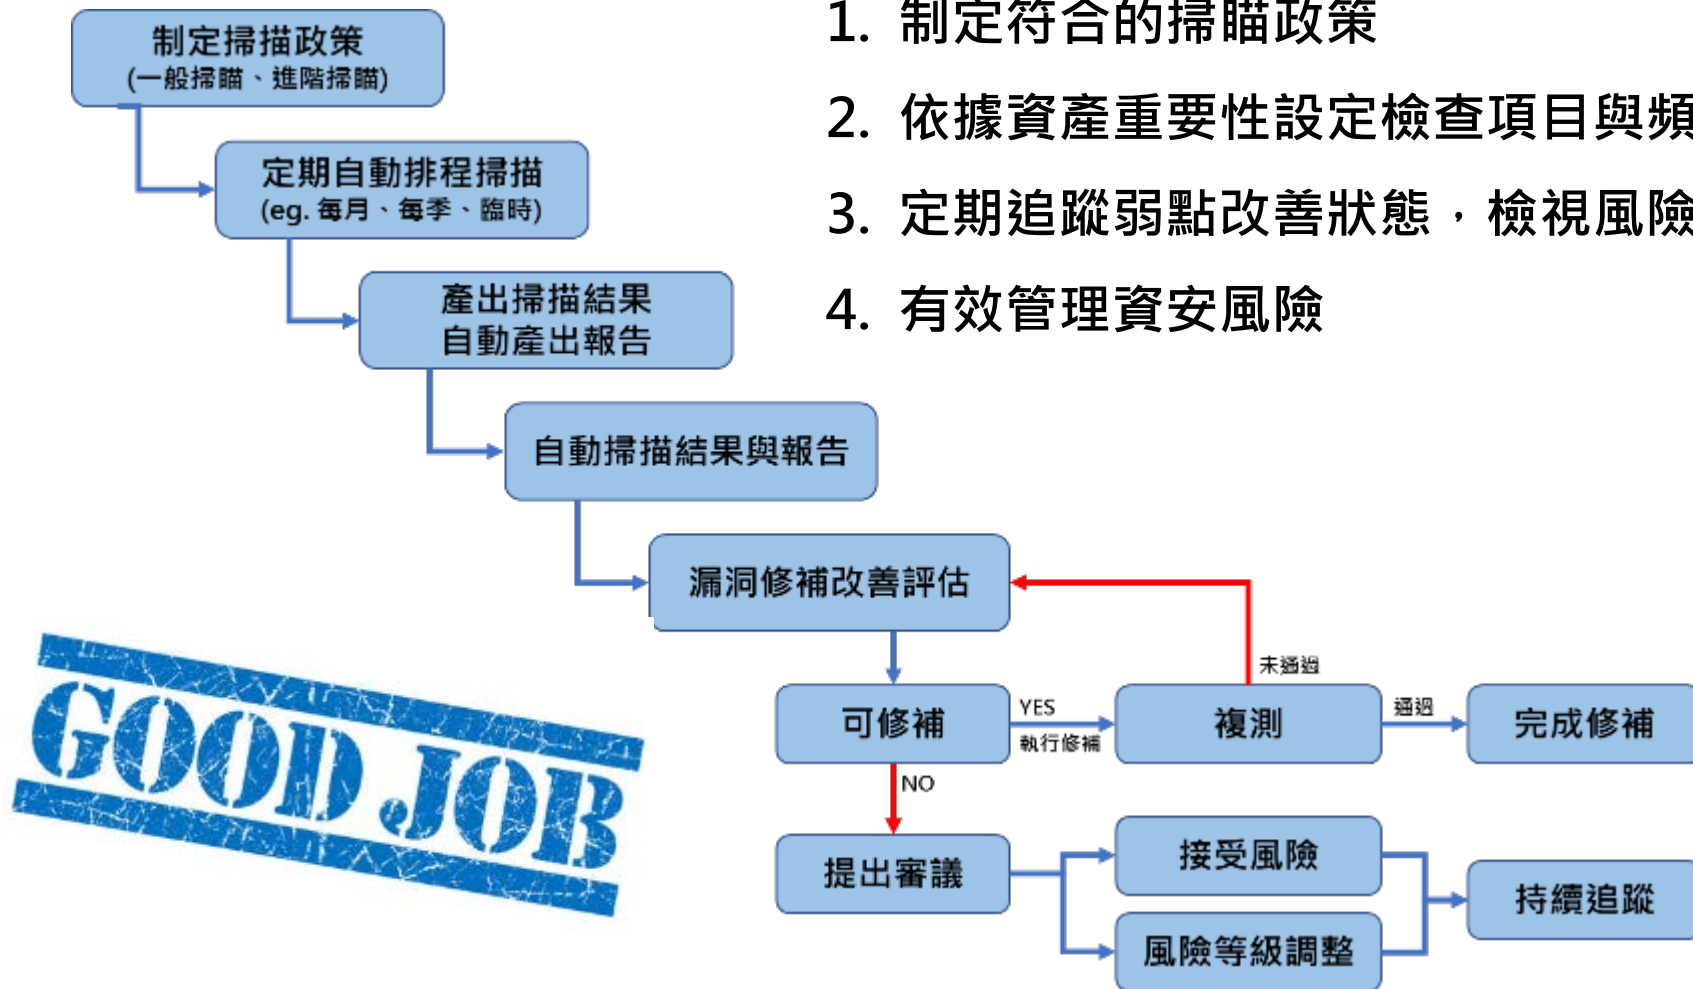 制定掃描政策
(一般掃瞄、進階掃瞄)
定期自動排程掃描
(eg. 每月、每季、臨時)
產出掃描結果
自動產出報告
自動掃描結果與報告
漏洞修補改善評估
未通過
可修補
YES
執行修補
複測
通過
完成修補
NO
提出審議
接受風險
風險等級調整
持續追蹤
1. 制定符合的掃瞄政策
2. 依據資產重要性設定檢查項目與頻
3. 定期追蹤弱點改善狀態，檢視風險
4. 有效管理資安風險
GOOD JOB